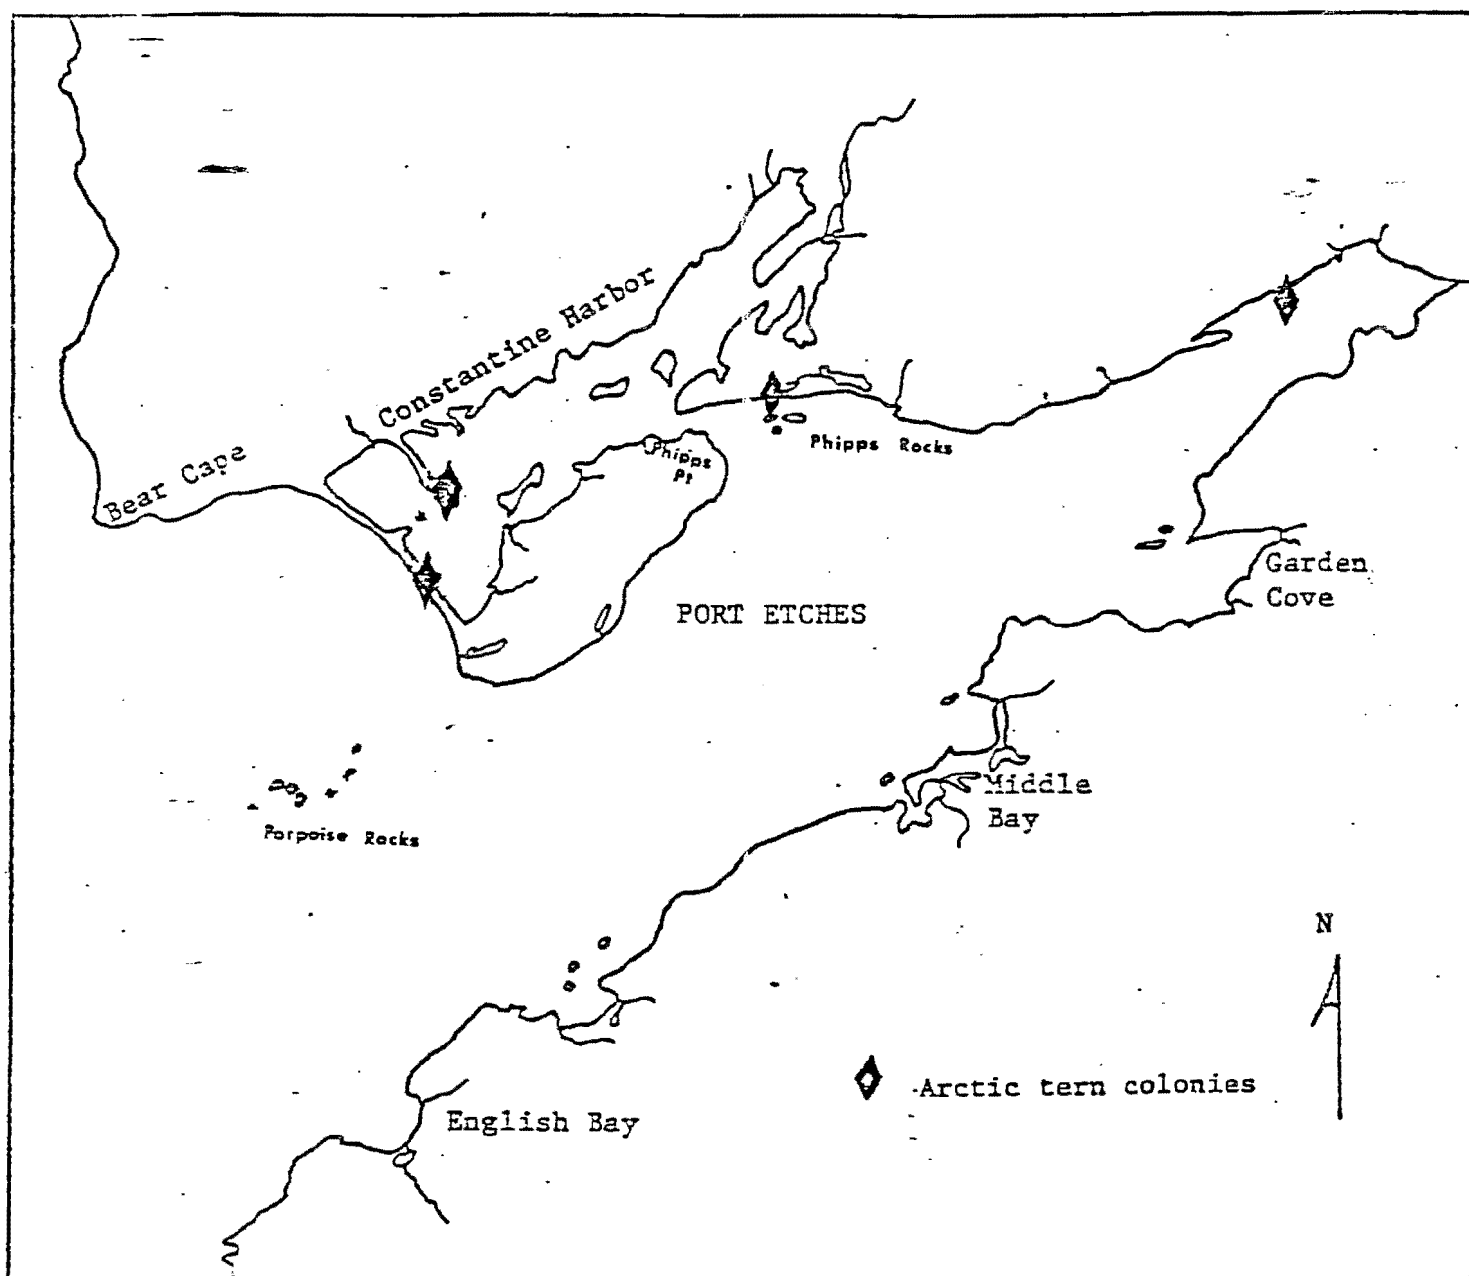 Constantine Harbor
Bear Cape
Phipps
Pt
Phipps Rocks
Garden
Cove
PORT ETCHES
Middle
Bay
Porpoise Rocks
N
Arctic tern colonies
English Bay